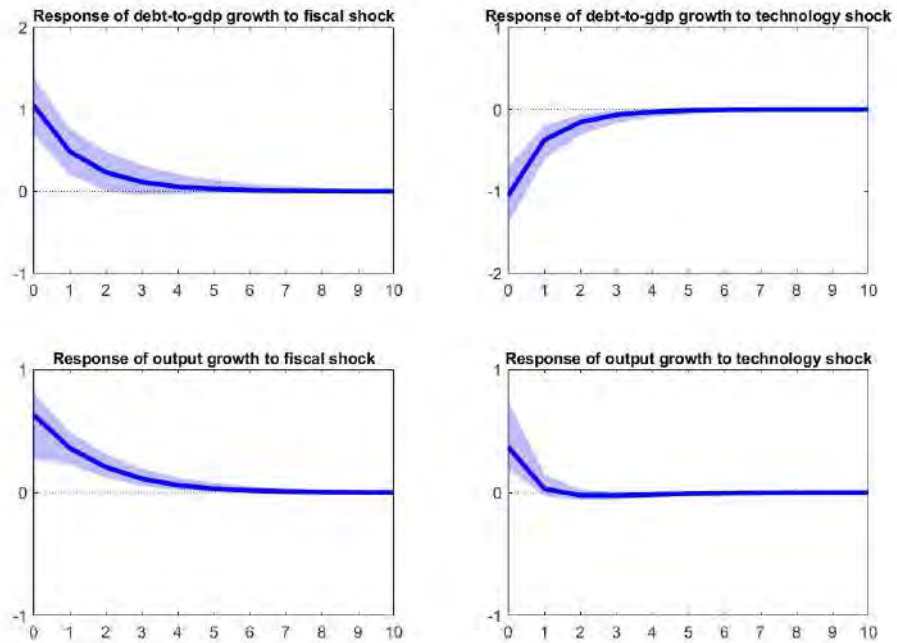 Response of debt-to-gdp growth to fiscal shock
2
1
0
-1
0 1 2 3 4 5 6 7 8 9 10
Response of debt-to-gdp growth to technology shock
1
0
-1
-2
0 1 2 3 4 5 6 7 8 9 10
Response of output growth to fiscal shock
1
0
-1
0 1 2 3 4 5 6 7 8 9 10
Response of output growth to technology shock
1
0
-1
0 1 2 3 4 5 6 7 8 9 10